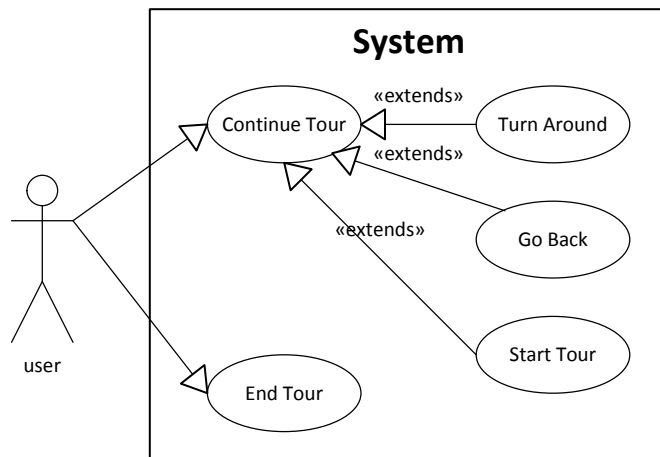 System
Continue Tour
«extends»
Turn Around
«extends»
Go Back
«extends»
Start Tour
user
End Tour